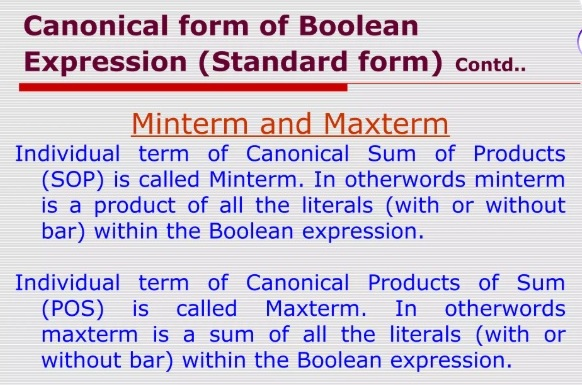 Canonical form of Boolean
Expression (Standard form) Contd..
Minterm and Maxterm
Individual term of Canonical Sum of Products
(SOP) is called Minterm. In otherwords minterm
is a product of all the literals (with or without
bar) within the Boolean expression.
Individual term of Canonical Products of Sum
(POS) is called Maxterm. In otherwords
maxterm is a sum of all the literals (with or
without bar) within the Boolean expression.